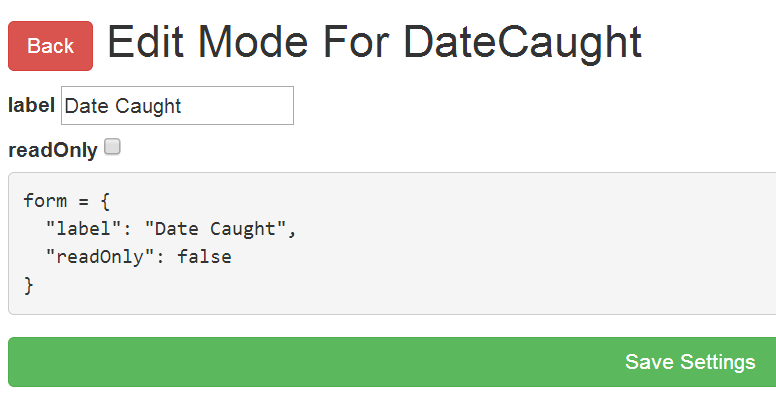 Back Edit Mode For DateCaught
label Date Caught
readOnly
form = {
  "label": "Date Caught",
  "readOnly": false
}
Save Settings